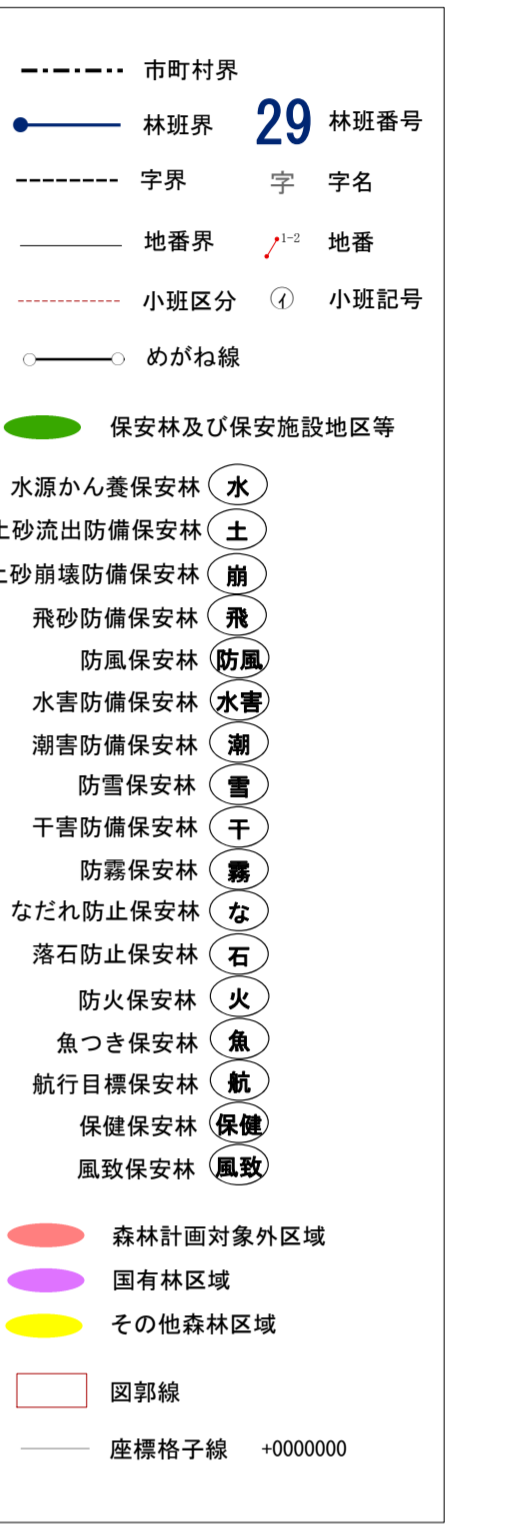 市町村界
林班界 29 林班番号
字界 字 字名
地番界 1-2 地番
小班区分 イ 小班記号
めがね線
保安林及び保安施設地区等
水源かん養保安林 水
土砂流出防備保安林 土
土砂崩壊防備保安林 崩
飛砂防備保安林 飛
防風保安林 防風
水害防備保安林 水害
潮害防備保安林 潮
防雪保安林 雪
干害防備保安林 干
防霧保安林 霧
なだれ防止保安林 な
落石防止保安林 石
防火保安林 火
魚つき保安林 魚
航行目標保安林 航
保健保安林 保健
風致保安林 風致
森林計画対象外区域
国有林区域
その他森林区域
図郭線
座標格子線 +0000000